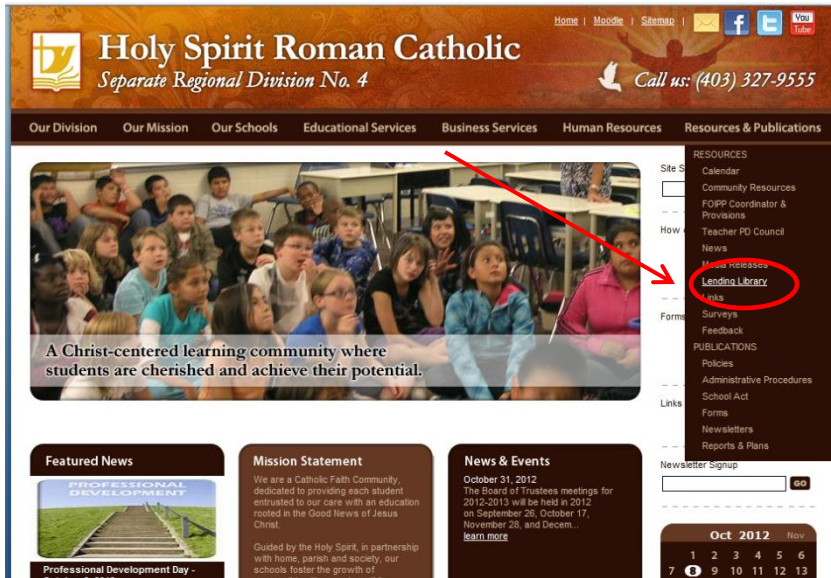 Home | Moodle | Sitemap |
You
Tube
Holy Spirit Roman Catholic
Separate Regional Division No. 4
Call us: (403) 327-9555
Our Division Our Mission Our Schools Educational Services Business Services Human Resources Resources & Publications
RESOURCES
Calendar
Community Resources
FOIPP Coordinator &
Provisions
Teacher PD Council
News
Media Releases
Lending Library
Links
Surveys
Feedback
PUBLICATIONS
Policies
Administrative Procedures
School Act
Forms
Newsletters
Reports & Plans
Site
How
Forms
Links
Newsletter Signup
GO
A Christ-centered learning community where
students are cherished and achieve their potential.
Featured News
PROFESSIONAL
DEVELOPMENT
Professional Development Day -
Mission Statement
We are a Catholic Faith Community,
dedicated to providing each student
entrusted to our care with an education
rooted in the Good News of Jesus
Christ.
Guided by the Holy Spirit, in partnership
with home, parish and society, our
schools foster the growth of
News & Events
October 31, 2012
The Board of Trustees meetings for
2012-2013 will be held in 2012
on September 26, October 17,
November 28, and Decem...
learn more
Oct 2012 Nov
1 2 3 4 5 6
7 8 9 10 11 12 13